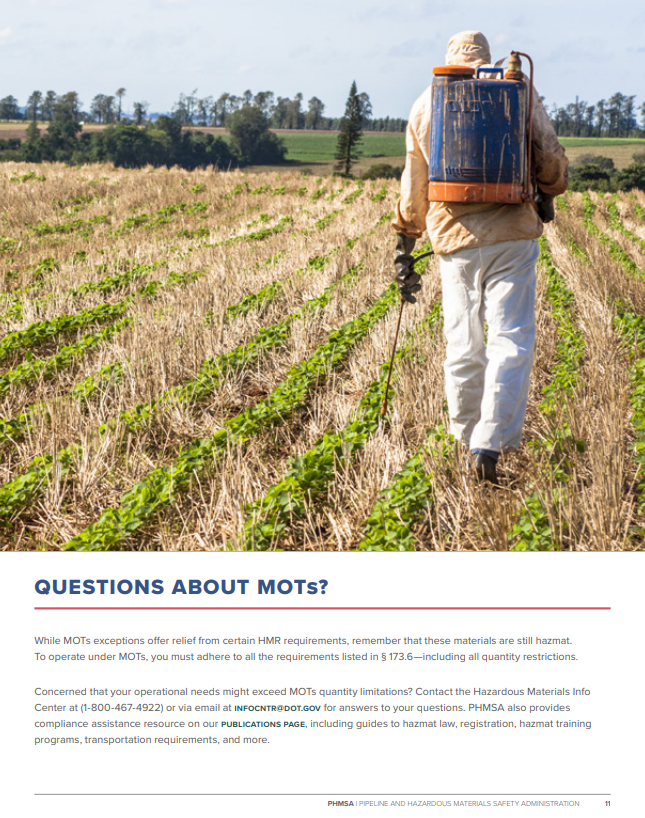 QUESTIONS ABOUT MOTs?
While MOTs exceptions offer relief from certain HMR requirements, remember that these materials are still hazmat.
To operate under MOTs, you must adhere to all the requirements listed in § 173.6—including all quantity restrictions.
Concerned that your operational needs might exceed MOTs quantity limitations? Contact the Hazardous Materials Info
Center at (1-800-467-4922) or via email at INFOCNTR@DOT.GOV for answers to your questions. PHMSA also provides
compliance assistance resource on our PUBLICATIONS PAGE, including guides to hazmat law, registration, hazmat training
programs, transportation requirements, and more.
PHMSA | PIPELINE AND HAZARDOUS MATERIALS SAFETY ADMINISTRATION 11